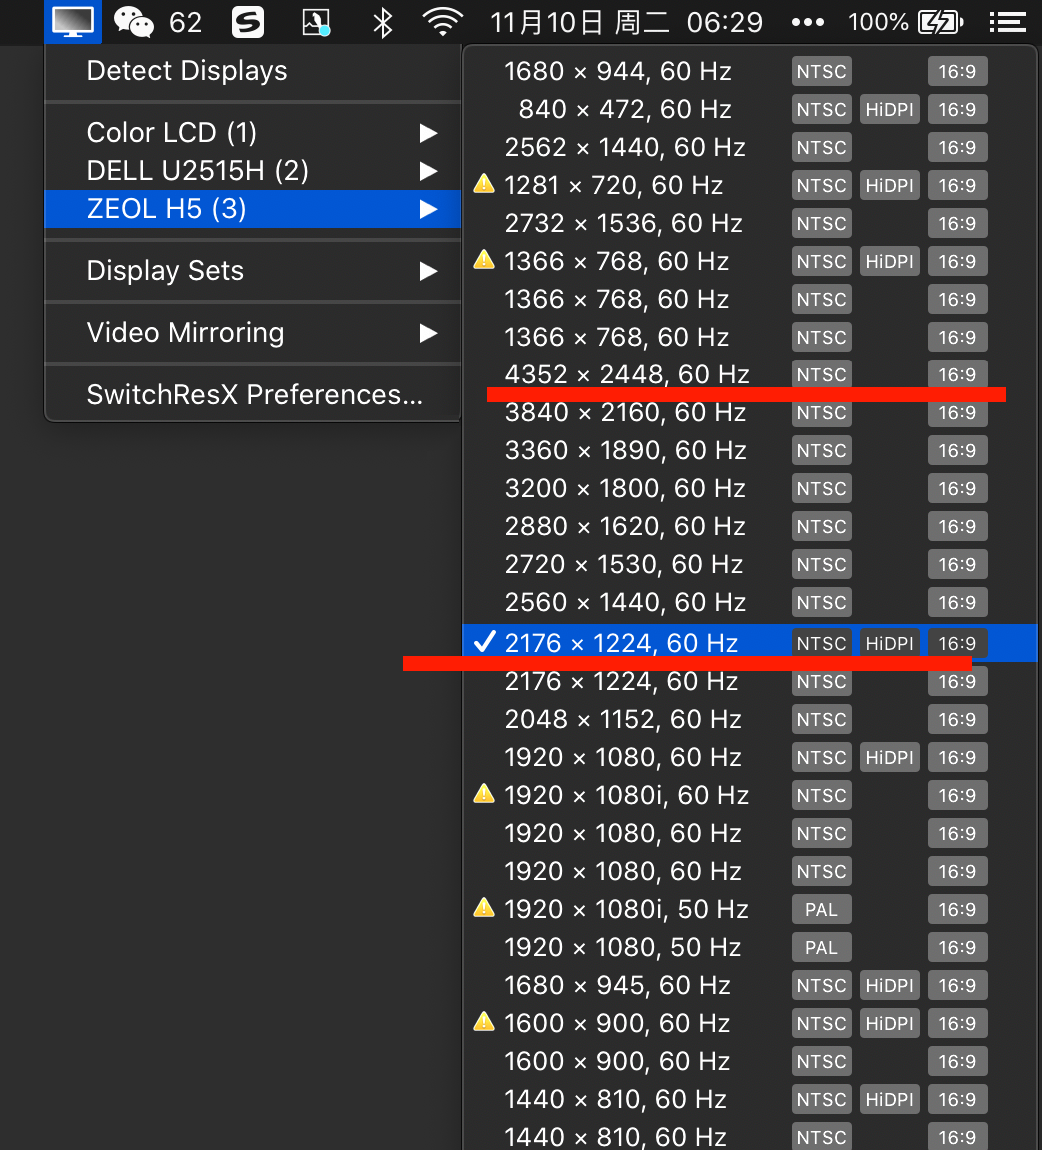 62 S 11月10日 周二 06:29 ••• 100%
Detect Displays
Color LCD (1)
DELL U2515H (2)
ZEOL H5 (3)
Display Sets
Video Mirroring
SwitchResX Preferences...
1680 × 944, 60 Hz NTSC 16:9
840 × 472, 60 Hz NTSC HiDPI 16:9
2562 × 1440, 60 Hz NTSC 16:9
1281 × 720, 60 Hz NTSC HiDPI 16:9
2732 × 1536, 60 Hz NTSC 16:9
1366 × 768, 60 Hz NTSC HiDPI 16:9
1366 × 768, 60 Hz NTSC 16:9
1366 × 768, 60 Hz NTSC 16:9
4352 × 2448, 60 Hz NTSC 16:9
3840 × 2160, 60 Hz NTSC 16:9
3360 × 1890, 60 Hz NTSC 16:9
3200 × 1800, 60 Hz NTSC 16:9
2880 × 1620, 60 Hz NTSC 16:9
2720 × 1530, 60 Hz NTSC 16:9
2560 × 1440, 60 Hz NTSC 16:9
2176 × 1224, 60 Hz NTSC HiDPI 16:9
2176 × 1224, 60 Hz NTSC 16:9
2048 × 1152, 60 Hz NTSC 16:9
1920 × 1080, 60 Hz NTSC HiDPI 16:9
1920 × 1080i, 60 Hz NTSC 16:9
1920 × 1080, 60 Hz NTSC 16:9
1920 × 1080, 60 Hz NTSC 16:9
1920 × 1080i, 50 Hz PAL 16:9
1920 × 1080, 50 Hz PAL 16:9
1680 × 945, 60 Hz NTSC HiDPI 16:9
1600 × 900, 60 Hz NTSC HiDPI 16:9
1600 × 900, 60 Hz NTSC 16:9
1440 × 810, 60 Hz NTSC HiDPI 16:9
1440 × 810, 60 Hz NTSC 16:9